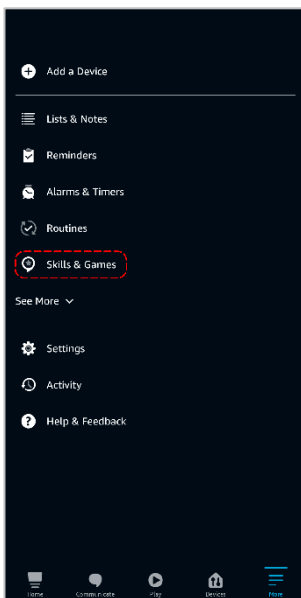 Add a Device
Lists & Notes
Reminders
Alarms & Timers
Routines
Skills & Games
See More
Settings
Activity
Help & Feedback
Home Communicate Play Devices More